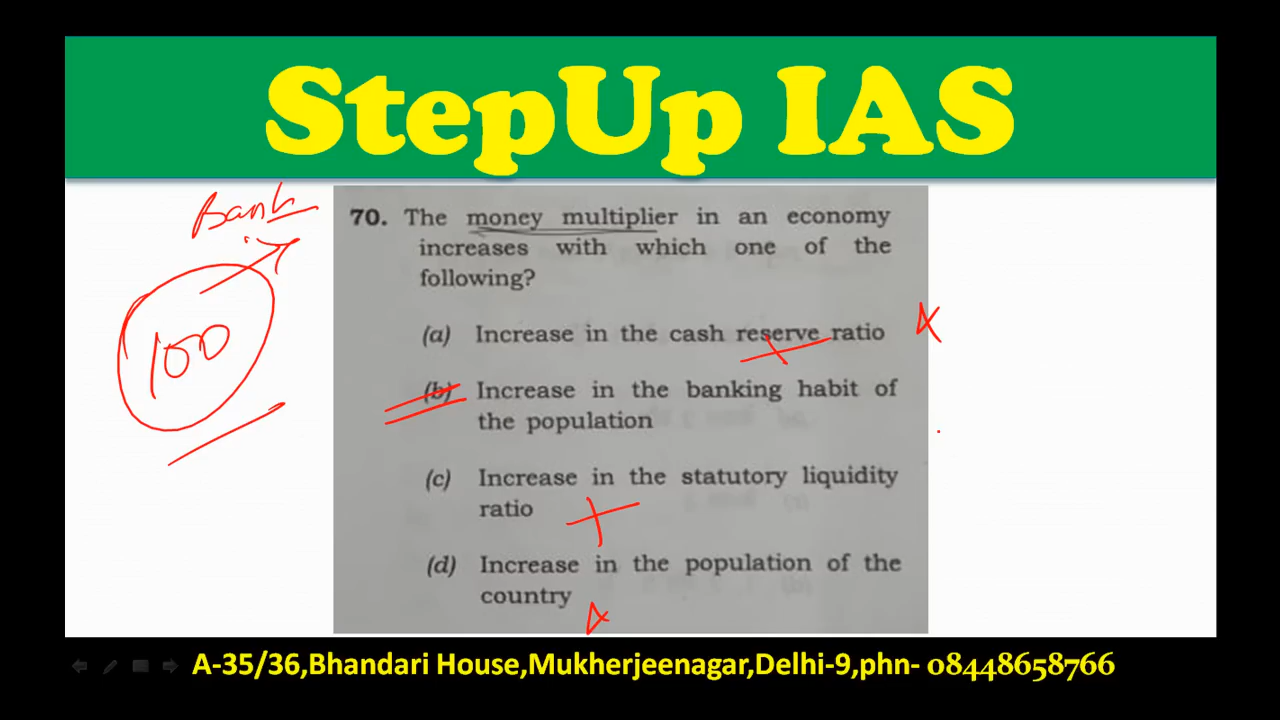 StepUp IAS
Bank
100
70. The money multiplier in an economy
increases with which one of the
following?
(a) Increase in the cash reserve ratio
(b) Increase in the banking habit of
the population
(c) Increase in the statutory liquidity
ratio
(d) Increase in the population of the
country
A-35/36,Bhandari House,Mukherjeenagar,Delhi-9,phn- 08448658766